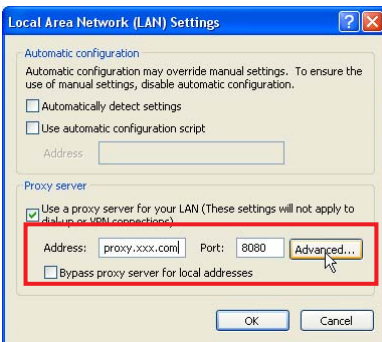 Local Area Network (LAN) Settings
Automatic configuration
Automatic configuration may override manual settings. To ensure the
use of manual settings, disable automatic configuration.
Automatically detect settings
Use automatic configuration script
Address
Proxy server
Use a proxy server for your LAN (These settings will not apply to
dial-up or VPN connections).
Address: proxy.xxx.com Port: 8080 Advanced...
Bypass proxy server for local addresses
OK Cancel